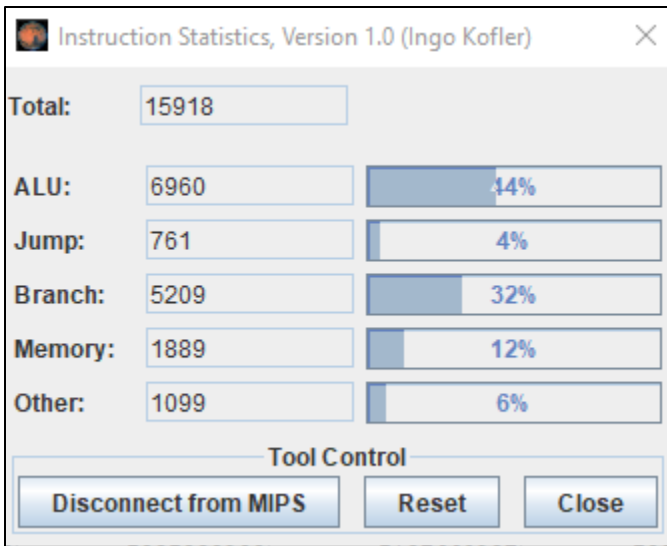 Instruction Statistics, Version 1.0 (Ingo Kofler)
Total: 15918
ALU: 6960 44%
Jump: 761 4%
Branch: 5209 32%
Memory: 1889 12%
Other: 1099 6%
Tool Control
Disconnect from MIPS Reset Close